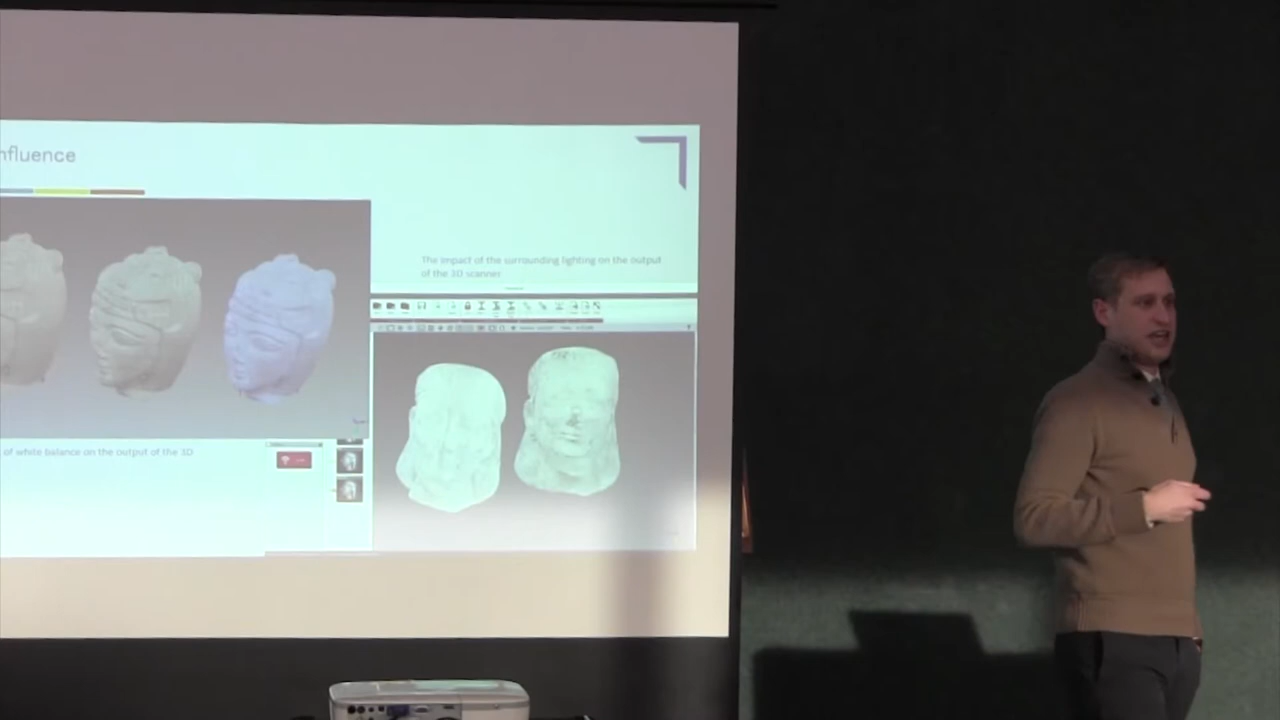 nfluence
The impact of the surrounding lighting on the output
of the 3D scanner
of white balance on the output of the 3D